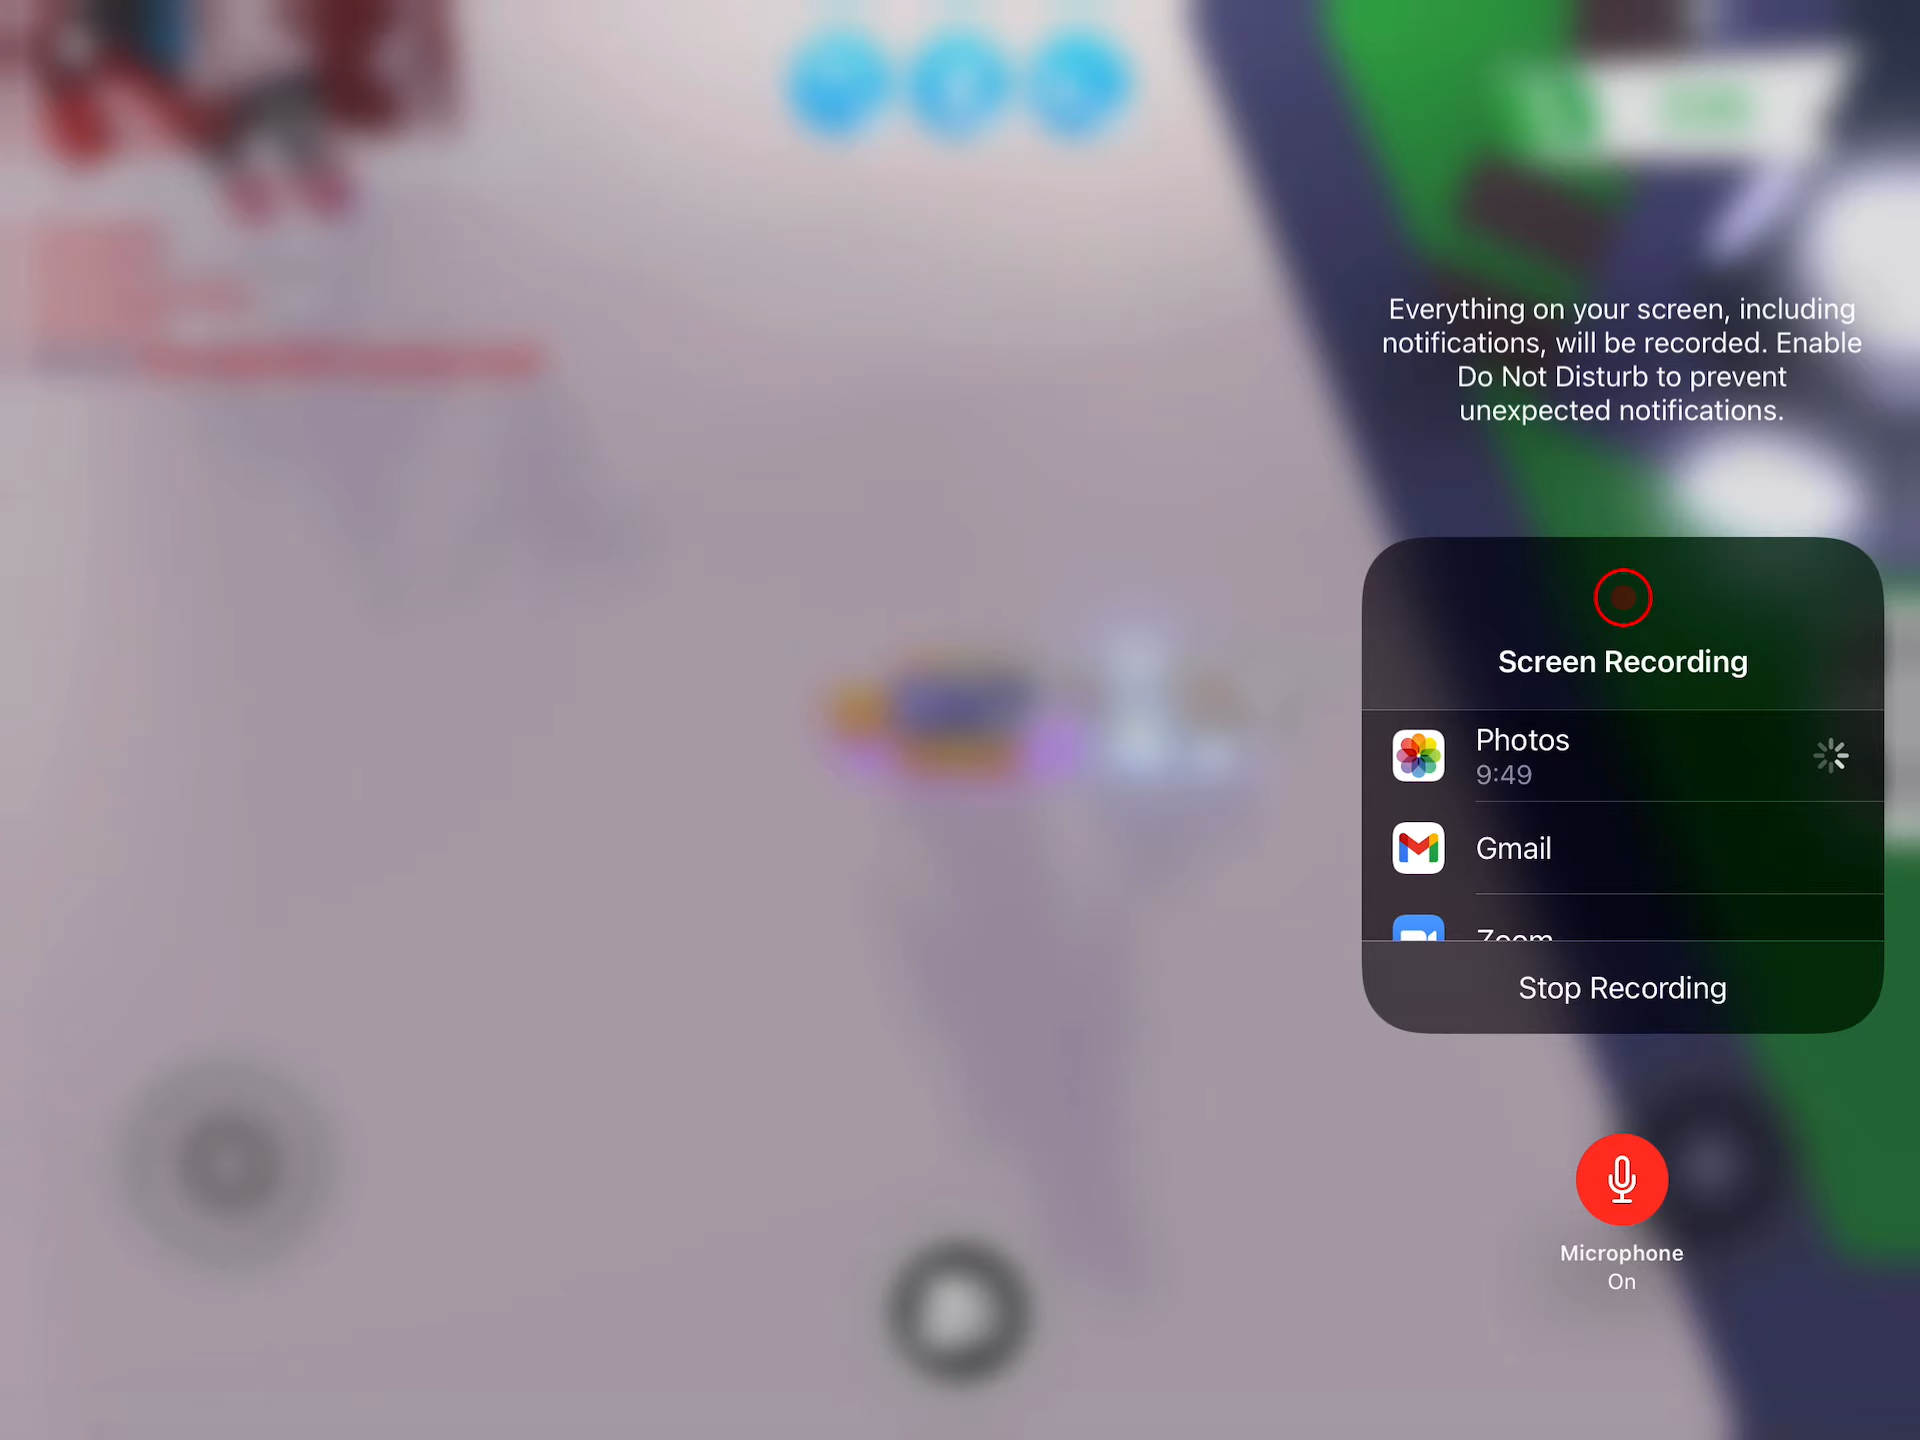 Everything on your screen, including
notifications, will be recorded. Enable
Do Not Disturb to prevent
unexpected notifications.
Screen Recording
Photos
9:49
Gmail
Zoom
Stop Recording
Microphone
On